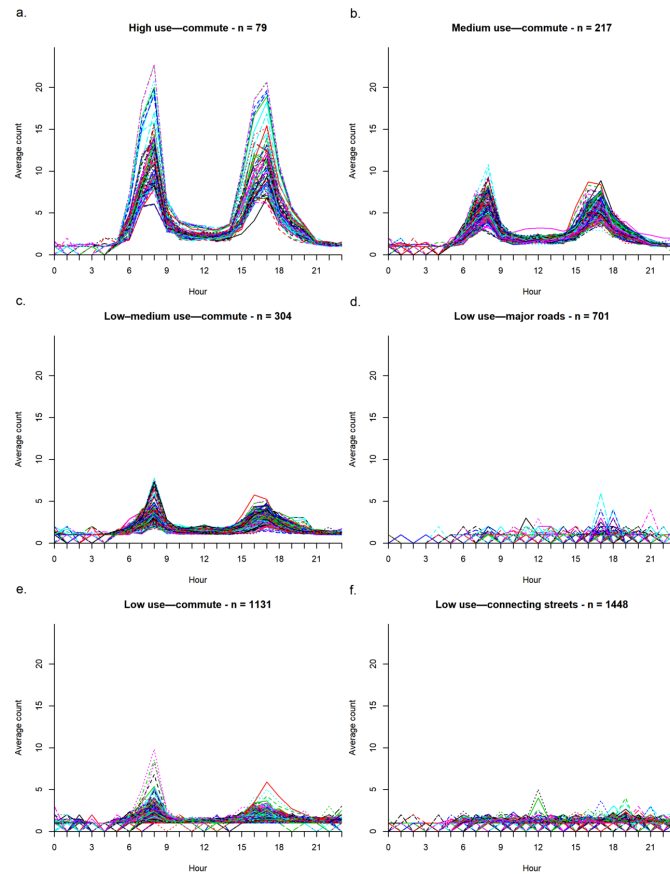 a.
High use—commute - n = 79
Average count
0
5
10
15
20
0 3 6 9 12 15 18 21
Hour
b.
Medium use—commute - n = 217
Average count
0
5
10
15
20
0 3 6 9 12 15 18 21
Hour
c.
Low–medium use—commute - n = 304
Average count
0
5
10
15
20
0 3 6 9 12 15 18 21
Hour
d.
Low use—major roads - n = 701
Average count
0
5
10
15
20
0 3 6 9 12 15 18 21
Hour
e.
Low use—commute - n = 1131
Average count
0
5
10
15
20
0 3 6 9 12 15 18 21
Hour
f.
Low use—connecting streets - n = 1448
Average count
0
5
10
15
20
0 3 6 9 12 15 18 21
Hour